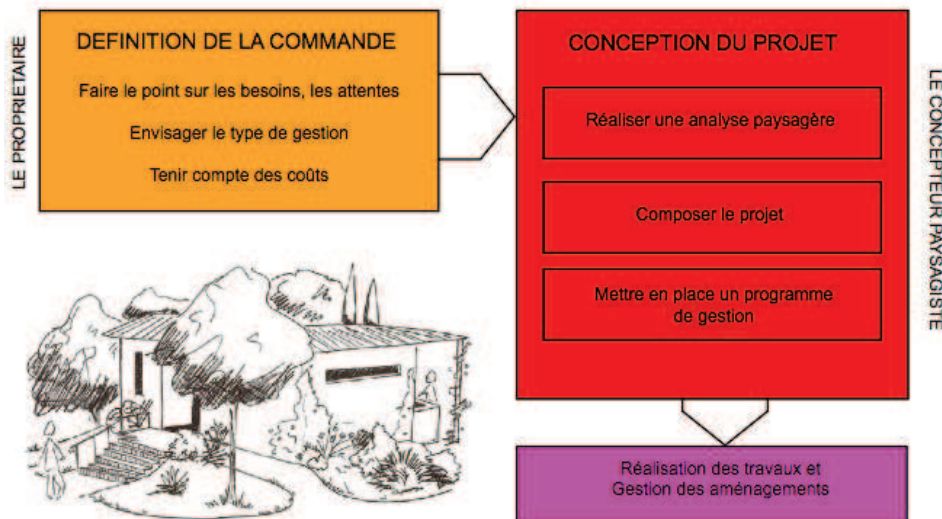 LE PROPRIETAIRE
DEFINITION DE LA COMMANDE
Faire le point sur les besoins, les attentes
Envisager le type de gestion
Tenir compte des coûts
CONCEPTION DU PROJET
Réaliser une analyse paysagère
Composer le projet
Mettre en place un programme
de gestion
LE CONCEPTEUR PAYSAGISTE
Réalisation des travaux et
Gestion des aménagements